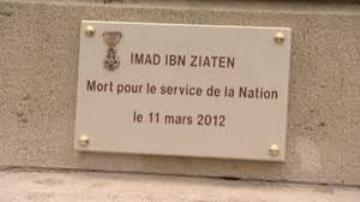 IMAD IBN ZIATEN
Mort pour le service de la Nation
le 11 mars 2012